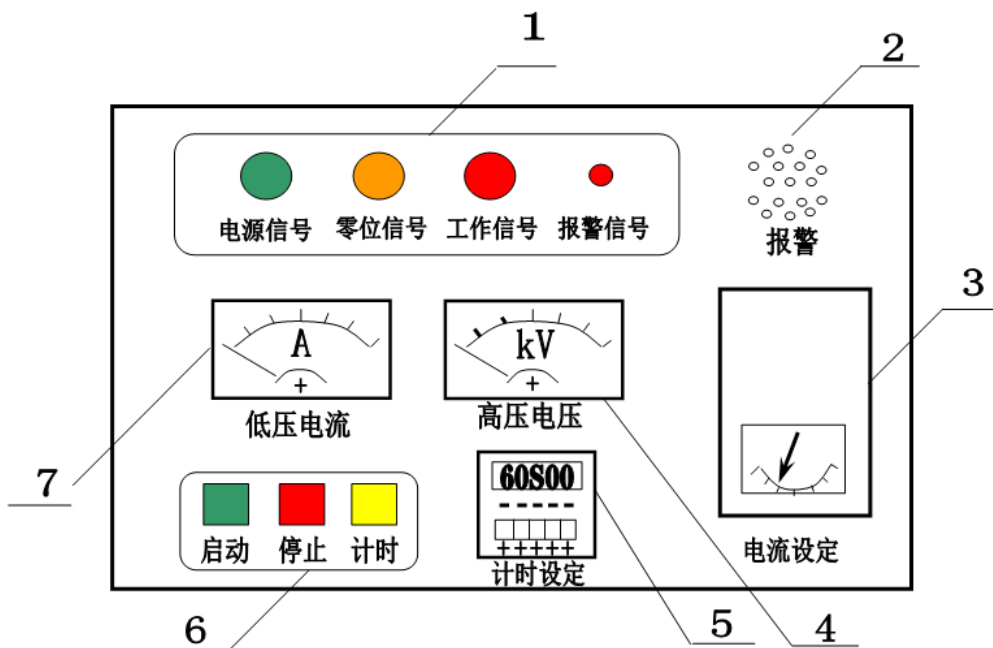 1
2
电源信号 零位信号 工作信号 报警信号
报警
3
A
kV
+
+
低压电流
高压电压
60S00
- - - - -
+++++
7
启动 停止 计时
计时设定
电流设定
6
5
4